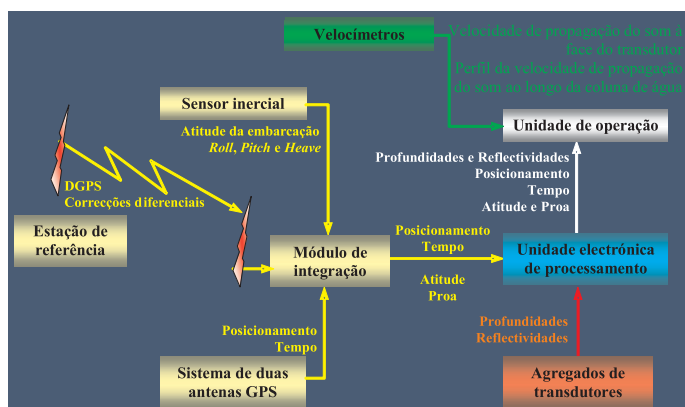 Velocímetros
Velocidade de propagação do som à
face do transdutor
Perfil da velocidade de propagação
do som ao longo da coluna de água
Sensor inercial
Atitude da embarcação
Roll, Pitch e Heave
Unidade de operação
Profundidades e Reflectividades
Posicionamento
Tempo
Atitude e Proa
DGPS
Correcções diferenciais
Estação de
referência
Módulo de
integração
Posicionamento
Tempo
Atitude
Proa
Unidade electrónica
de processamento
Posicionamento
Tempo
Profundidades
Reflectividades
Sistema de duas
antenas GPS
Agregados de
transdutores